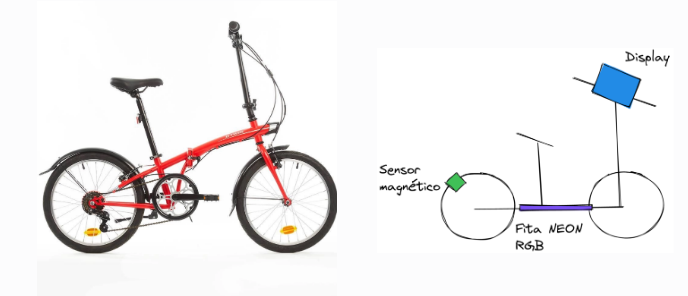 Display
Sensor
magnético
Fita NEON
RGB